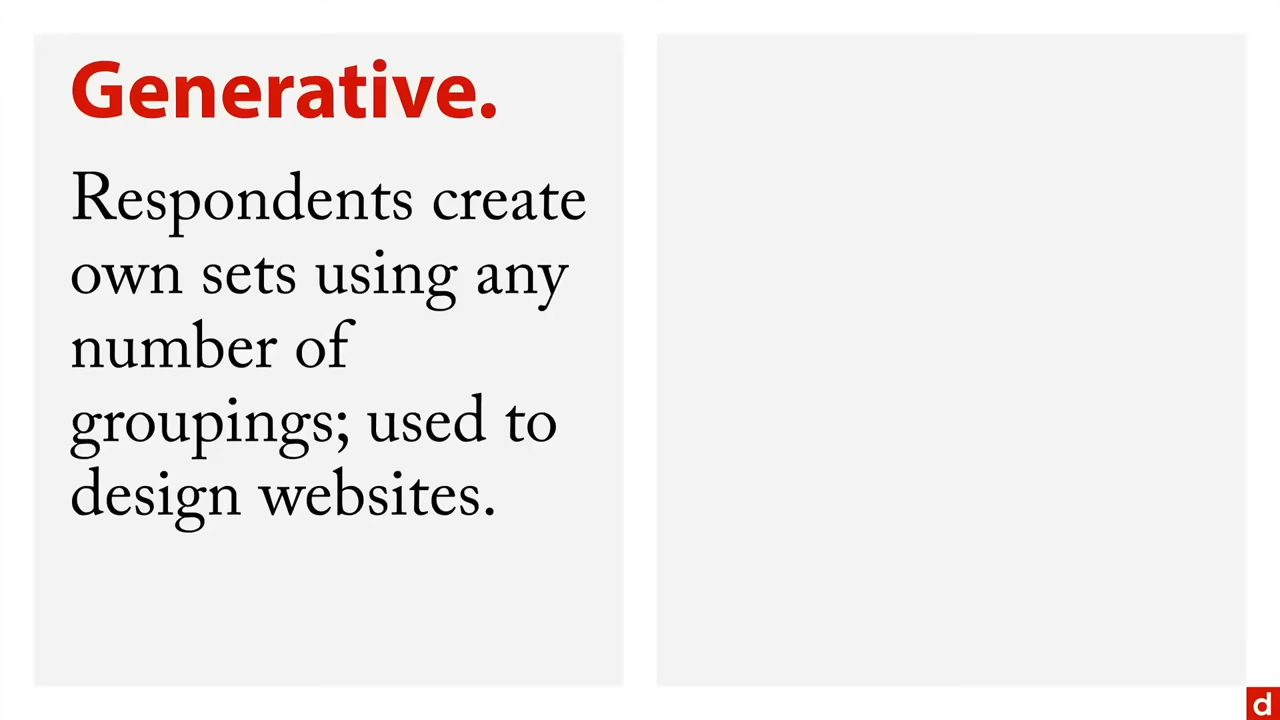 Generative.
Respondents create
own sets using any
number of
groupings; used to
design websites.
d